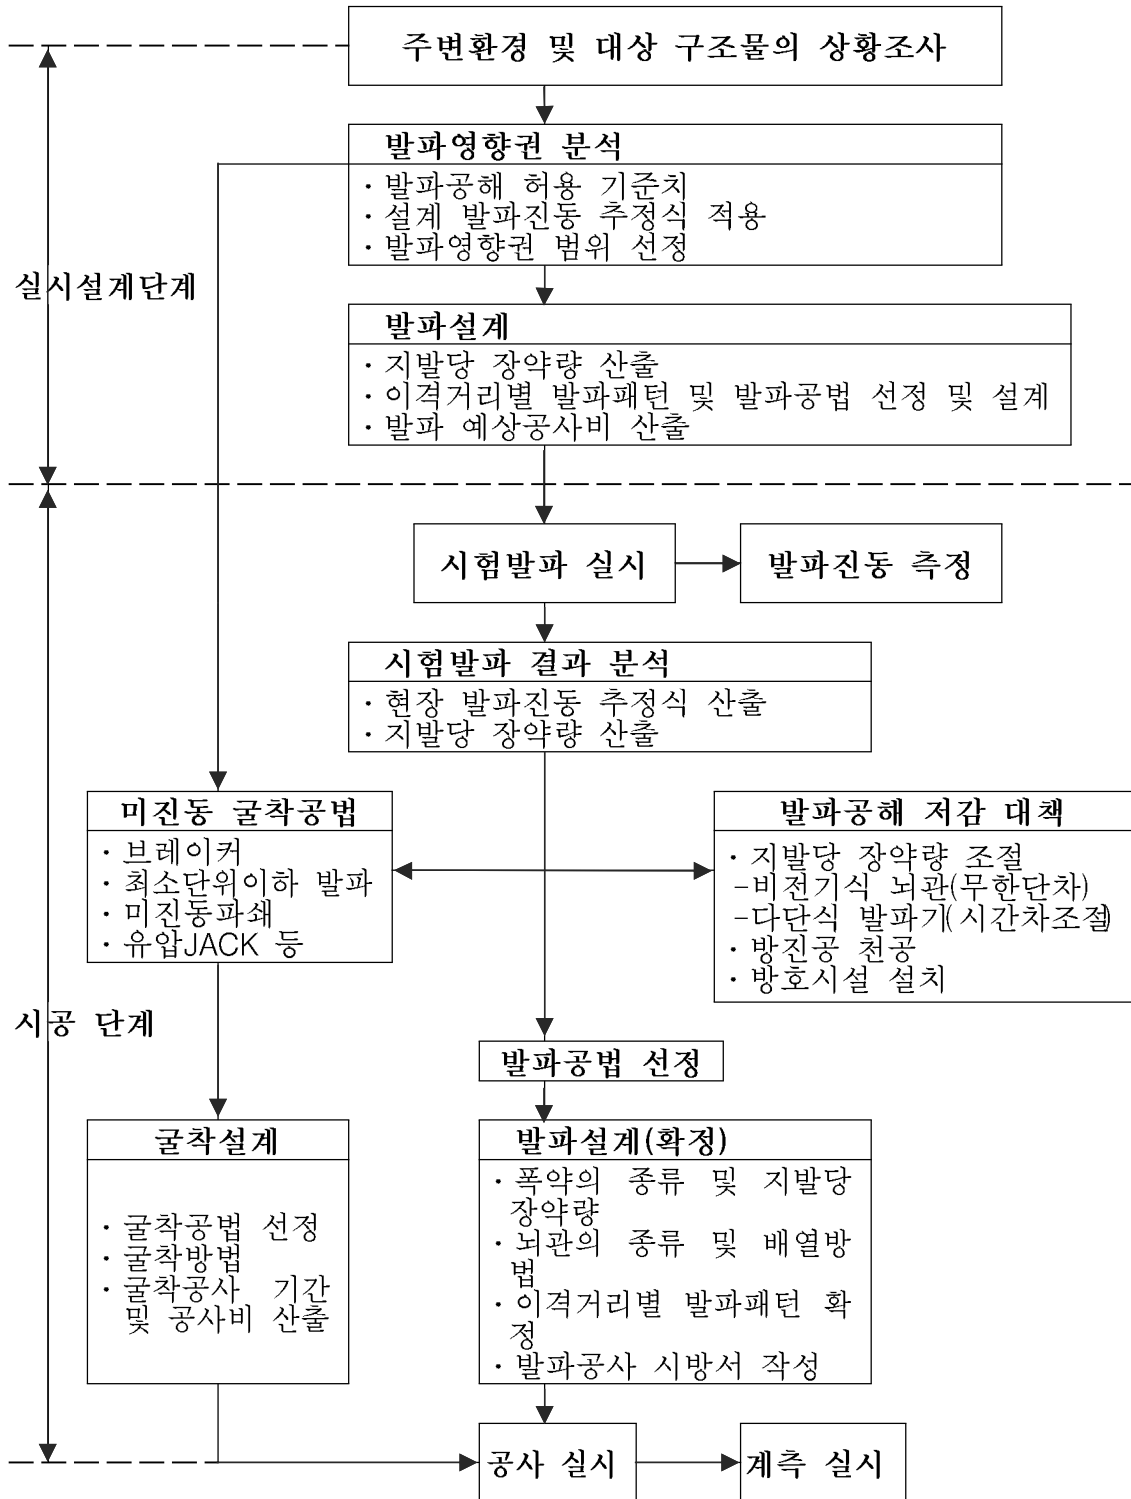 주변환경 및 대상 구조물의 상황조사
발파영향권 분석
· 발파공해 허용 기준치
· 설계 발파진동 추정식 적용
· 발파영향권 범위 선정
실시설계단계
발파설계
· 지발당 장약량 산출
· 이격거리별 발파패턴 및 발파공법 선정 및 설계
· 발파 예상공사비 산출
시험발파 실시
발파진동 측정
시험발파 결과 분석
· 현장 발파진동 추정식 산출
· 지발당 장약량 산출
미진동 굴착공법
· 브레이커
· 최소단위이하 발파
· 미진동파쇄
· 유압JACK 등
발파공해 저감 대책
· 지발당 장약량 조절
-비전기식 뇌관(무한단차)
-다단식 발파기(시간차조절)
· 방진공 천공
· 방호시설 설치
시공 단계
발파공법 선정
굴착설계
· 굴착공법 선정
· 굴착방법
· 굴착공사 기간
및 공사비 산출
발파설계(확정)
· 폭약의 종류 및 지발당
장약량
· 뇌관의 종류 및 배열방
법
· 이격거리별 발파패턴 확
정
· 발파공사 시방서 작성
공사 실시
계측 실시